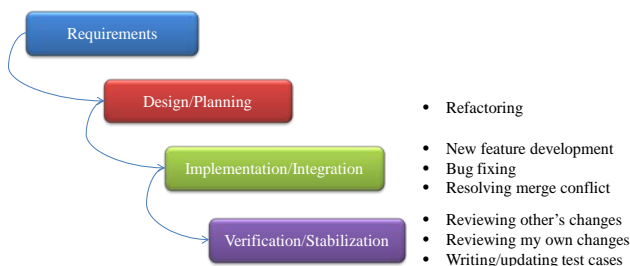 Requirements
Design/Planning
• Refactoring
Implementation/Integration
• New feature development
• Bug fixing
• Resolving merge conflict
Verification/Stabilization
• Reviewing other's changes
• Reviewing my own changes
• Writing/updating test cases